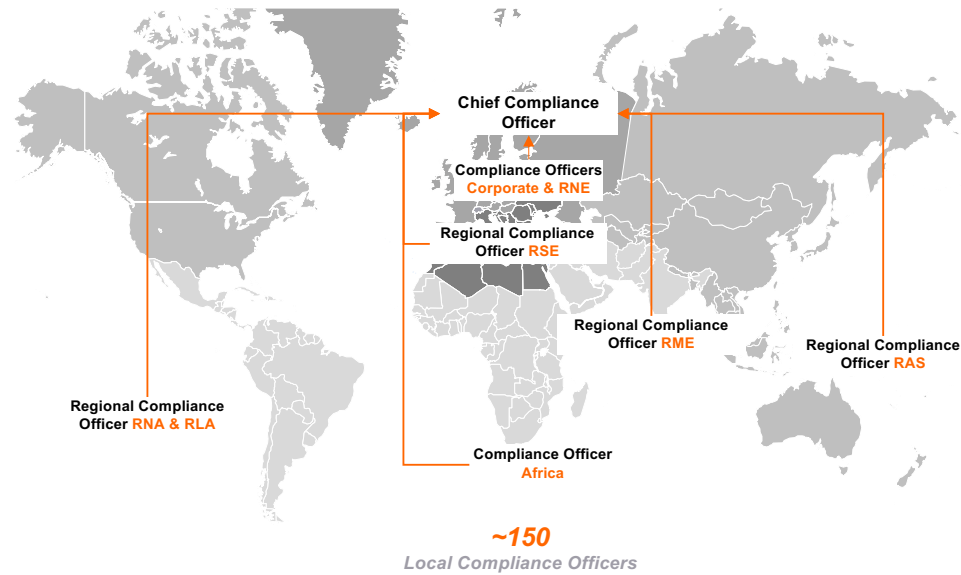 Chief Compliance
Officer
Compliance Officers
Corporate & RNE
Regional Compliance
Officer RSE
Regional Compliance
Officer RME
Regional Compliance
Officer RAS
Regional Compliance
Officer RNA & RLA
Compliance Officer
Africa
~150
Local Compliance Officers